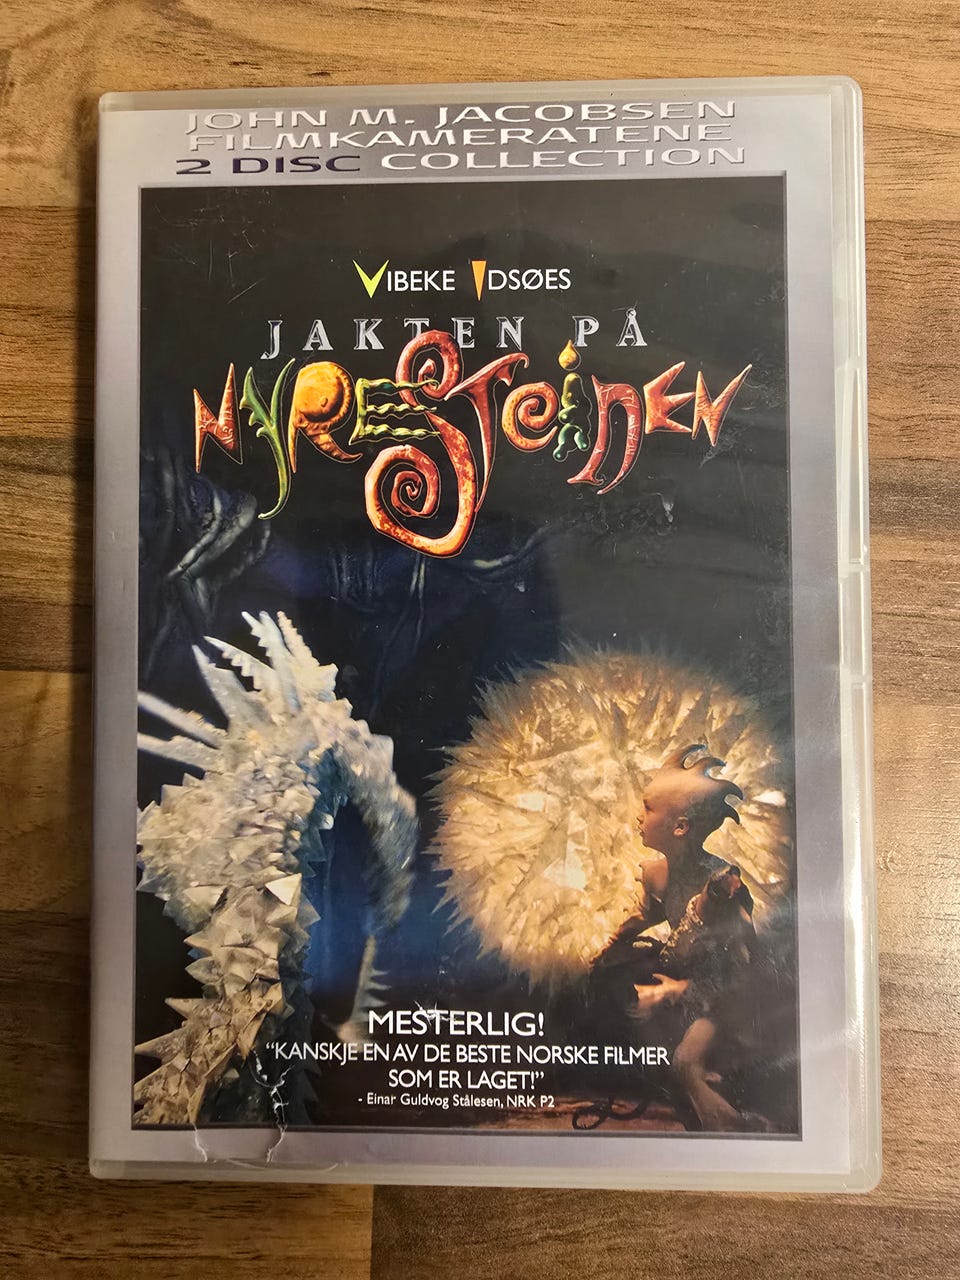 JOHN M. JACOBSEN
FILMKAMERATENE
2 DISC COLLECTION
VIBEKE IDSØES
JAKTEN PÅ
NYRESTEINEN
MESTERLIG!
“KANSKJE EN AV DE BESTE NORSKE FILMER
SOM ER LAGET!”
- Einar Guldvog Stålesen, NRK P2